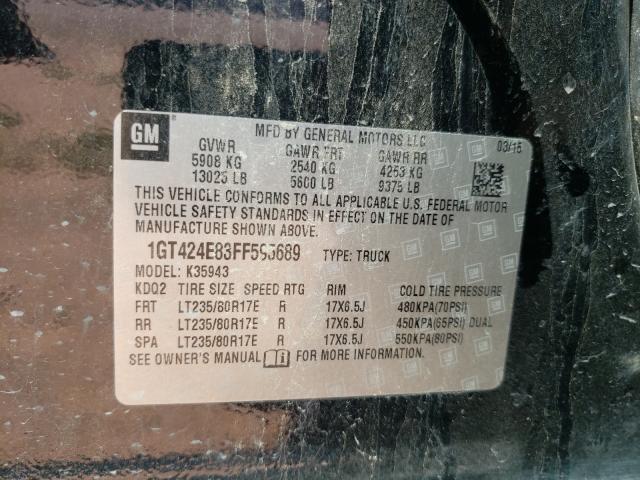 GM
MFD BY GENERAL MOTORS LLC 03/15
GVWR GAWR FRT GAWR RR
5908 KG 2540 KG 4253 KG
13025 LB 5600 LB 9375 LB
THIS VEHICLE CONFORMS TO ALL APPLICABLE U.S. FEDERAL MOTOR
VEHICLE SAFETY STANDARDS IN EFFECT ON THE DATE OF
MANUFACTURE SHOWN ABOVE.
TYPE: TRUCK
MODEL: K35943
KDQ2 TIRE SIZE SPEED RTG RIM COLD TIRE PRESSURE
FRT LT235/80R17E R 17X6.5J 480KPA(70PSI)
RR LT235/80R17E R 17X6.5J 450KPA(65PSI) DUAL
SPA LT235/80R17E R 17X6.5J 550KPA(80PSI)
SEE OWNER'S MANUAL FOR MORE INFORMATION.